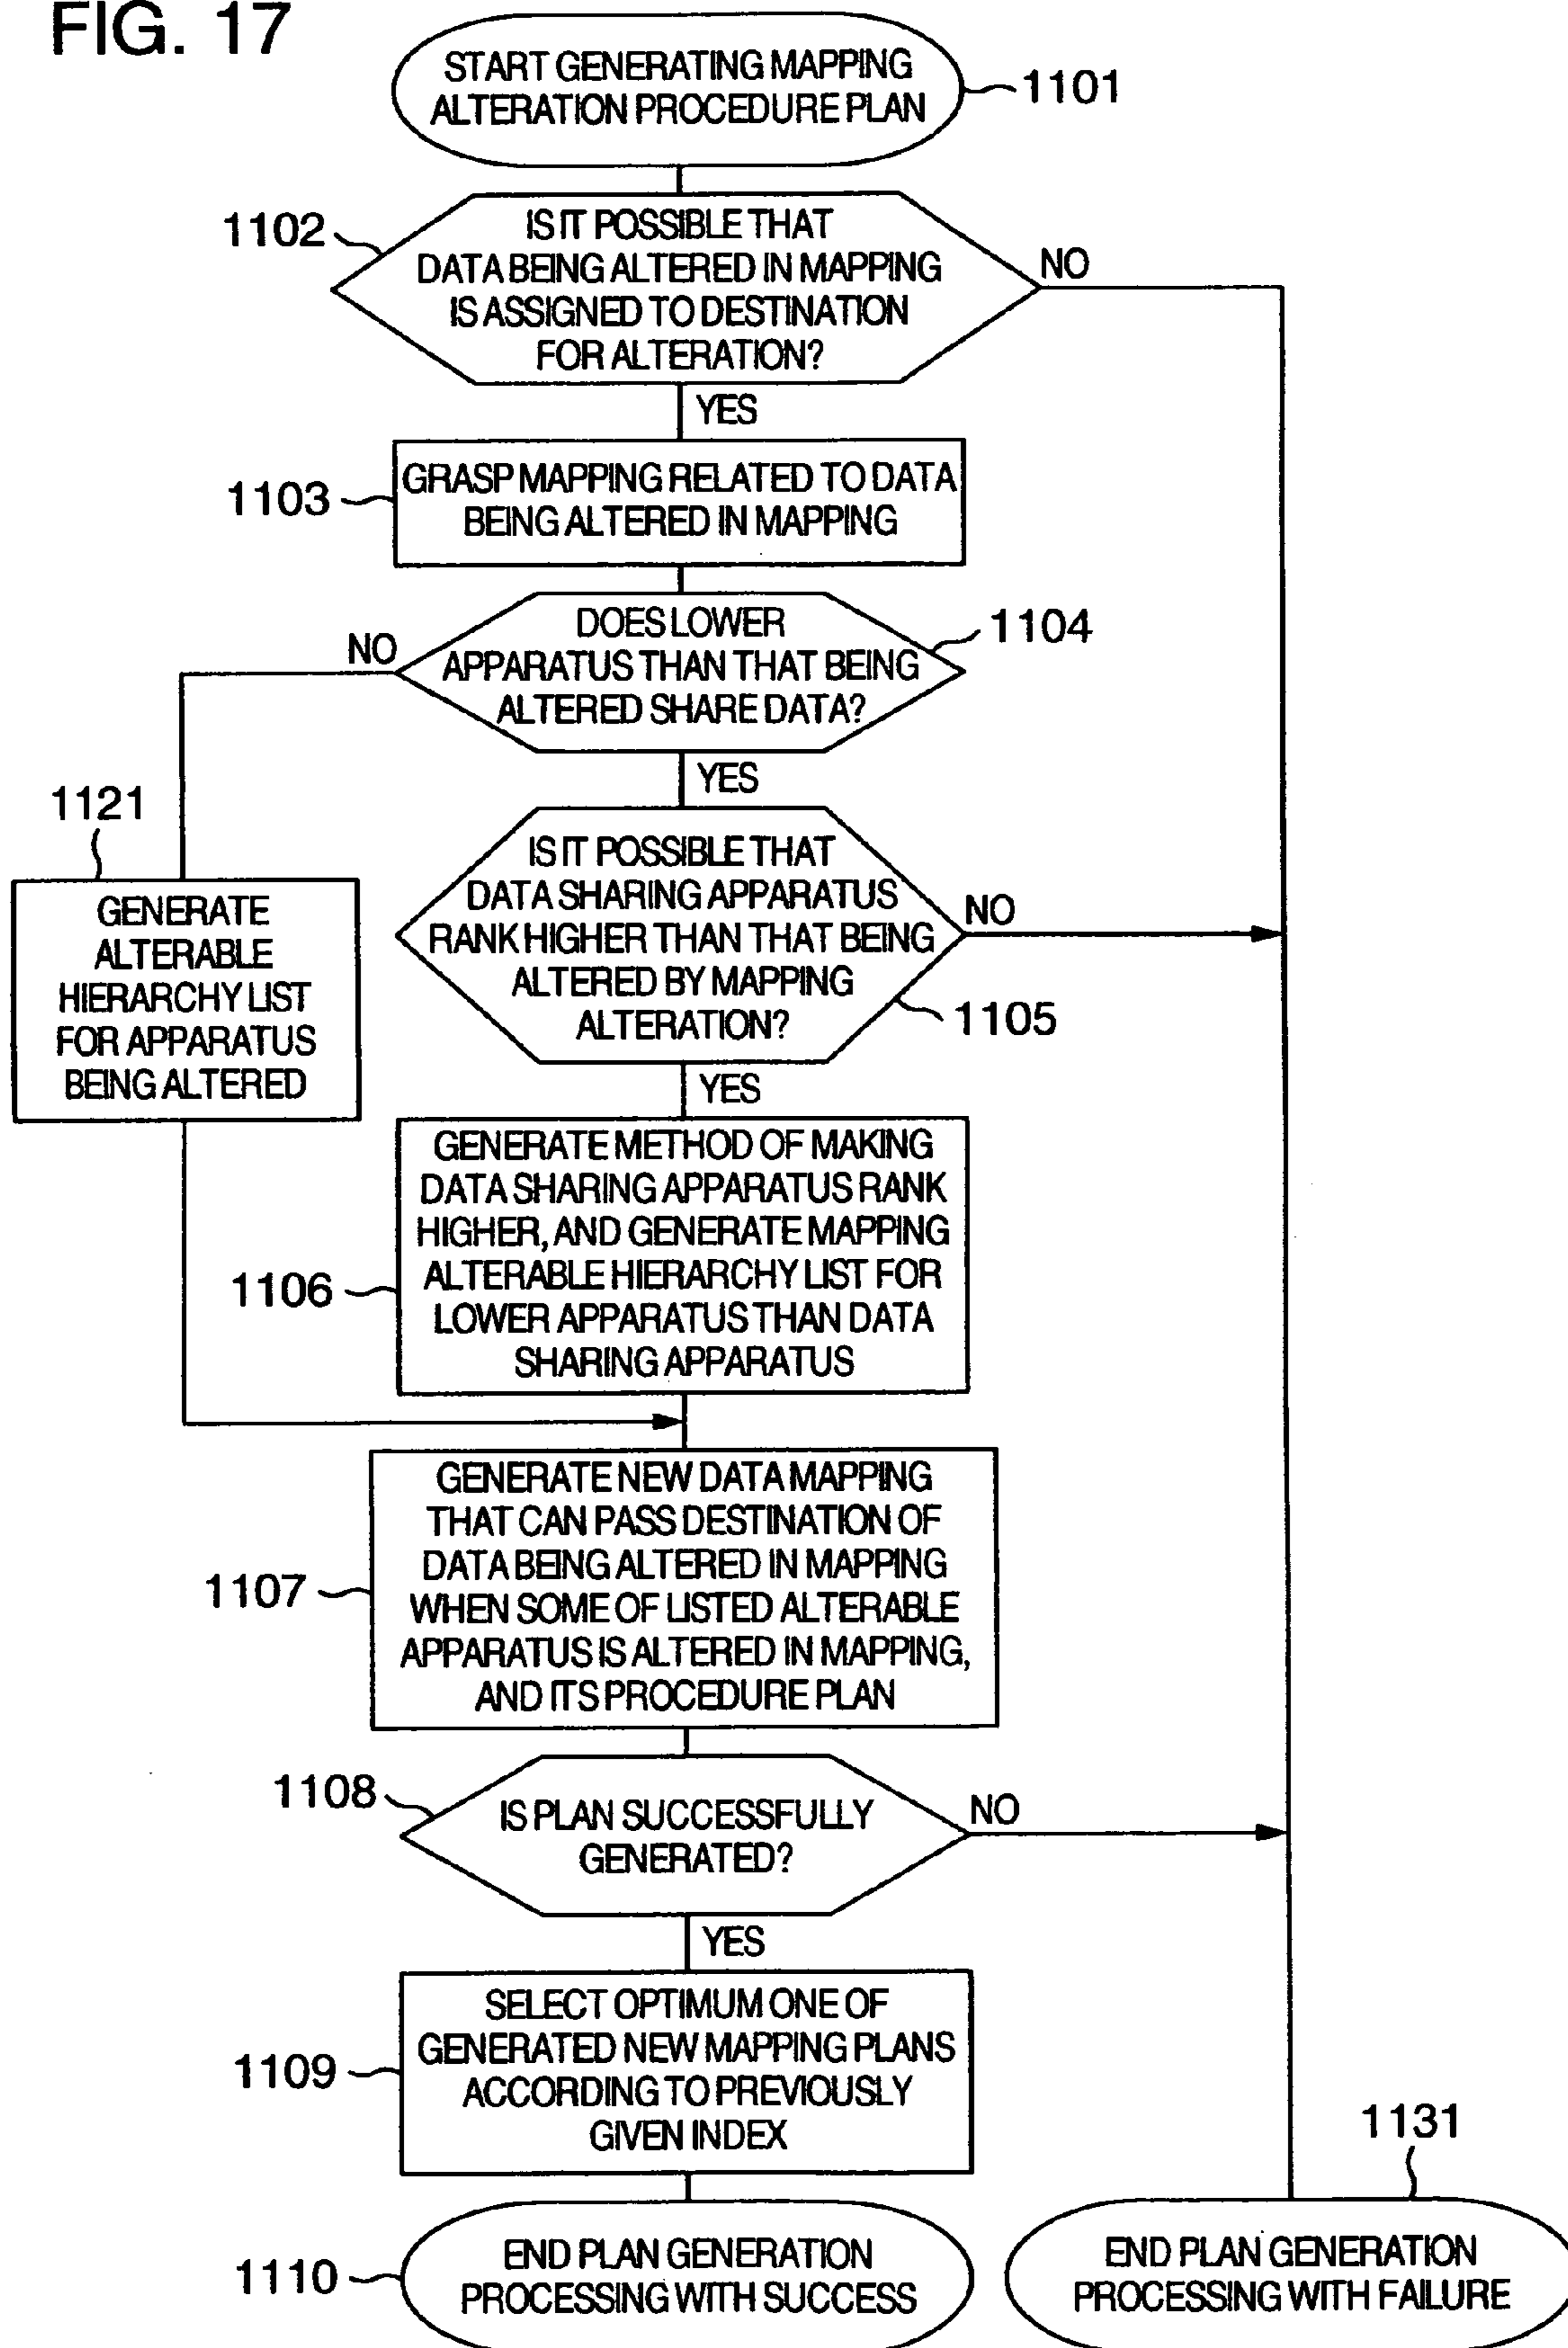 FIG. 17
START GENERATING MAPPING
ALTERATION PROCEDURE PLAN
1101
1102
IS IT POSSIBLE THAT
DATA BEING ALTERED IN MAPPING
IS ASSIGNED TO DESTINATION
FOR ALTERATION?
NO
YES
1103
GRASP MAPPING RELATED TO DATA
BEING ALTERED IN MAPPING
DOES LOWER
APPARATUS THAN THAT BEING
ALTERED SHARE DATA?
1104
NO
YES
1121
GENERATE
ALTERABLE
HIERARCHY LIST
FOR APPARATUS
BEING ALTERED
IS IT POSSIBLE THAT
DATA SHARING APPARATUS
RANK HIGHER THAN THAT BEING
ALTERED BY MAPPING
ALTERATION?
NO
1105
YES
1106
GENERATE METHOD OF MAKING
DATA SHARING APPARATUS RANK
HIGHER, AND GENERATE MAPPING
ALTERABLE HIERARCHY LIST FOR
LOWER APPARATUS THAN DATA
SHARING APPARATUS
1107
GENERATE NEW DATA MAPPING
THAT CAN PASS DESTINATION OF
DATA BEING ALTERED IN MAPPING
WHEN SOME OF LISTED ALTERABLE
APPARATUS IS ALTERED IN MAPPING,
AND ITS PROCEDURE PLAN
1108
IS PLAN SUCCESSFULLY
GENERATED?
NO
YES
1109
SELECT OPTIMUM ONE OF
GENERATED NEW MAPPING PLANS
ACCORDING TO PREVIOUSLY
GIVEN INDEX
1110
END PLAN GENERATION
PROCESSING WITH SUCCESS
1131
END PLAN GENERATION
PROCESSING WITH FAILURE